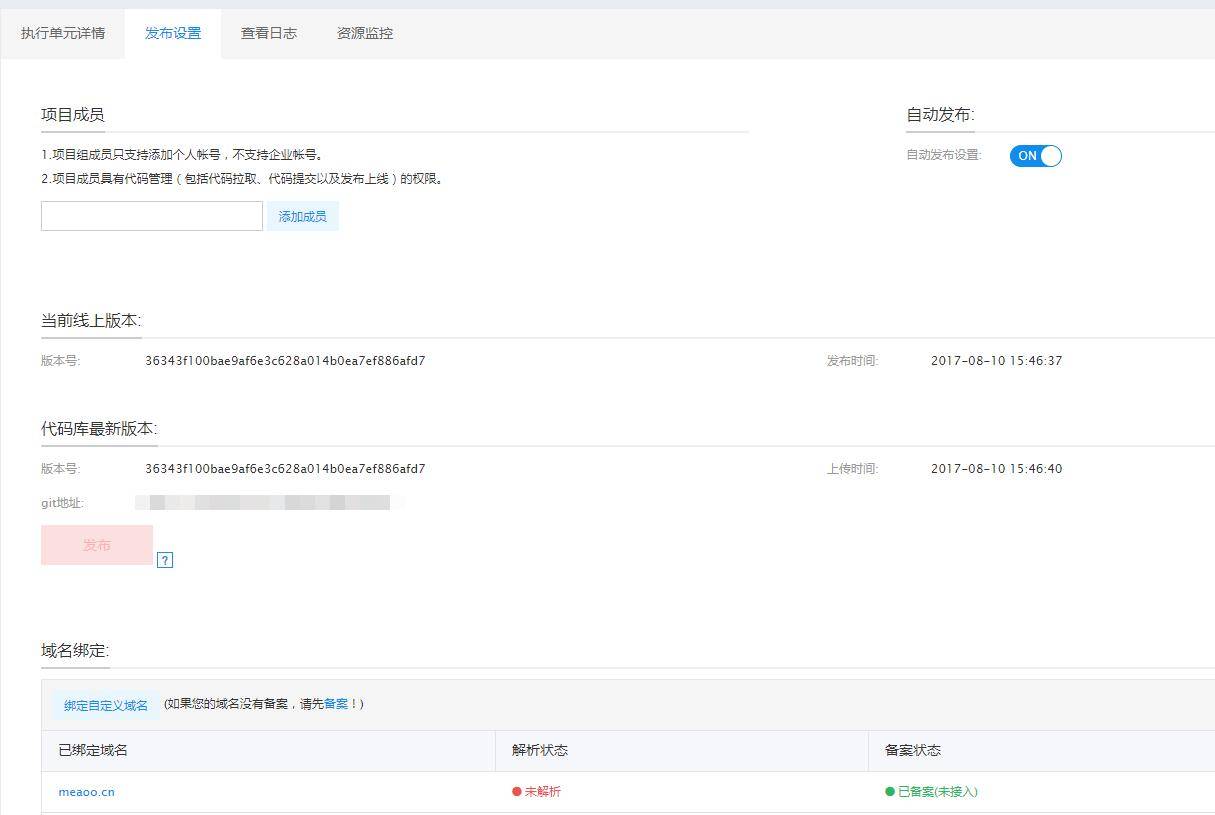 执行单元详情 发布设置 查看日志 资源监控
项目成员 自动发布:
1.项目组成员只支持添加个人帐号，不支持企业帐号。 自动发布设置: ON
2.项目成员具有代码管理（包括代码拉取、代码提交以及发布上线）的权限。
添加成员
当前线上版本:
版本号: 36343f100bae9af6e3c628a014b0ea7ef886afd7 发布时间: 2017-08-10 15:46:37
代码库最新版本:
版本号: 36343f100bae9af6e3c628a014b0ea7ef886afd7 上传时间: 2017-08-10 15:46:40
git地址:
发布 ?
域名绑定:
绑定自定义域名 (如果您的域名没有备案，请先备案！)
已绑定域名 解析状态 备案状态
meaoo.cn 未解析 已备案(未接入)